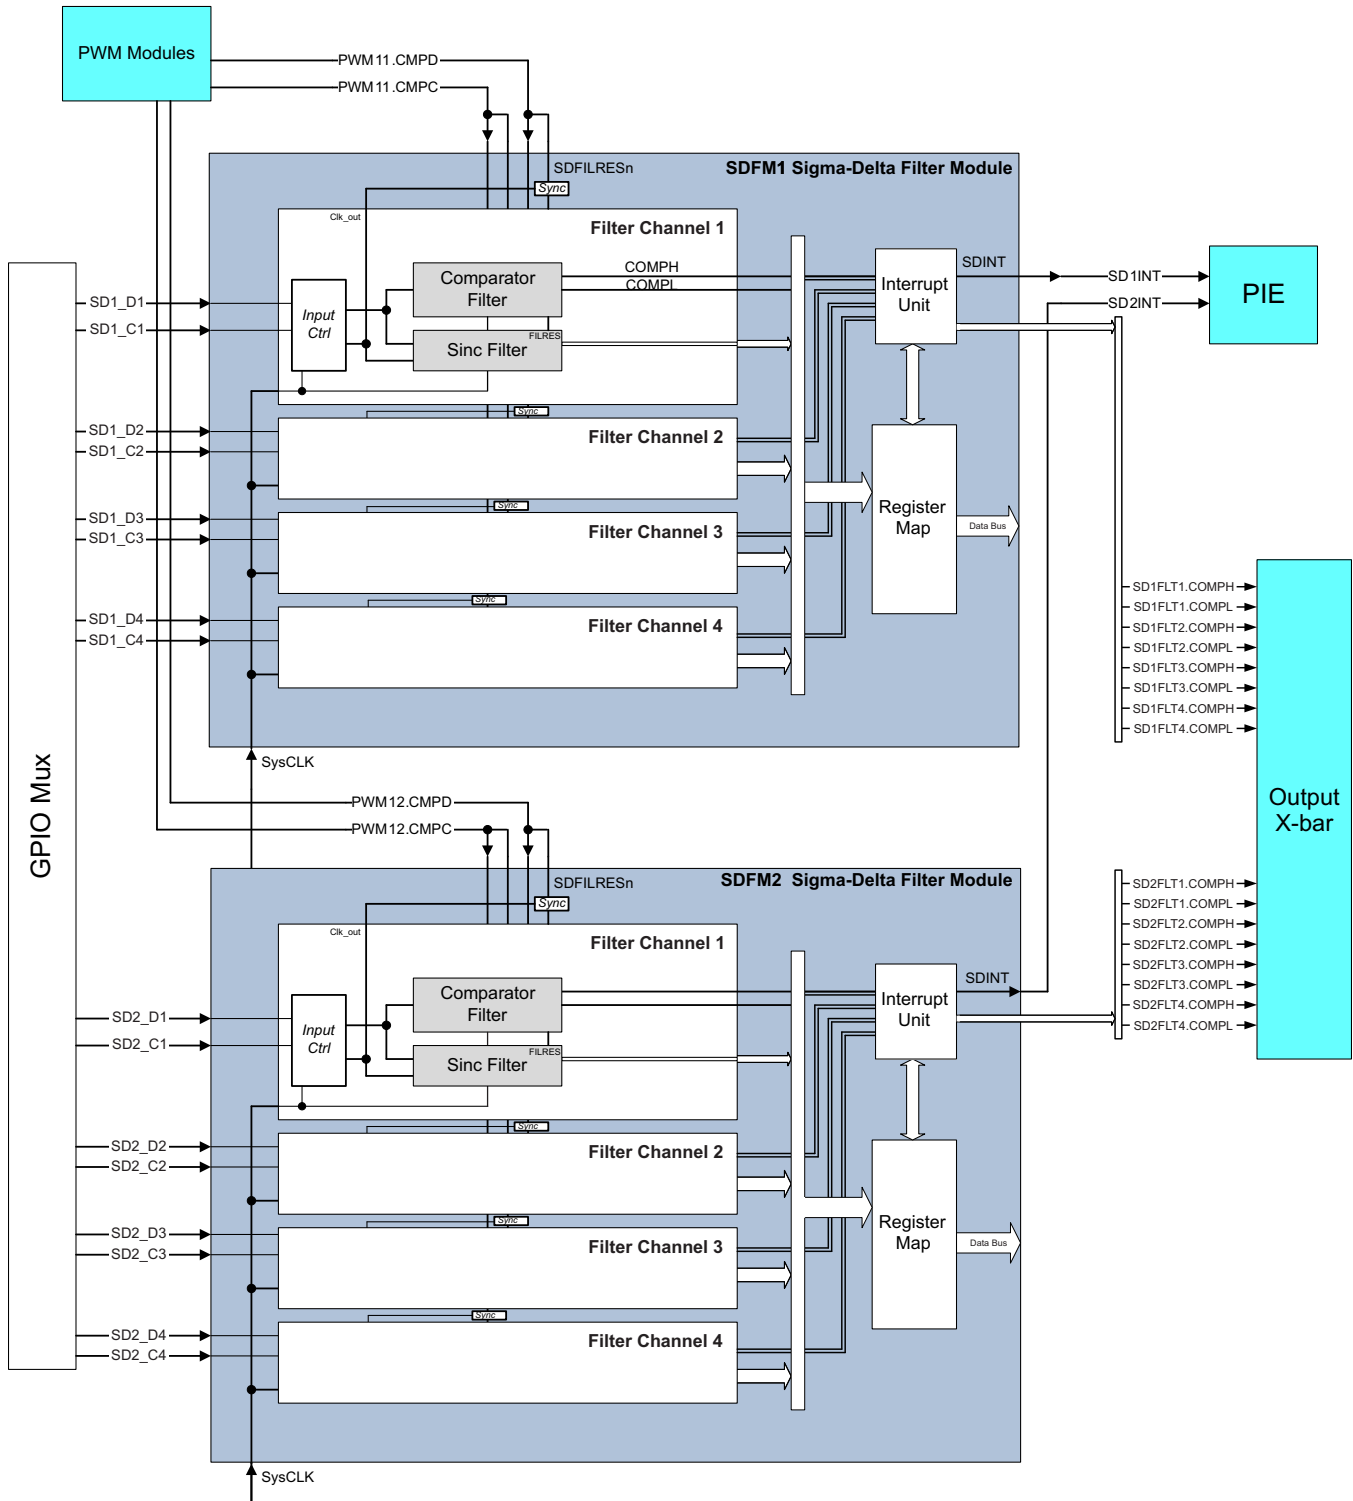 PWM Modules
PWM11.CMPD
PWM11.CMPC
SDFILRESn
SDFM1 Sigma-Delta Filter Module
Sync
Clk_out
Filter Channel 1
GPIO Mux
SD1_D1
SD1_C1
Input
Ctrl
Comparator
Filter
FILRES
Sinc Filter
COMPH
COMPL
Interrupt
Unit
SDINT
SD1INT
SD2INT
PIE
Sync
SD1_D2
SD1_C2
Filter Channel 2
Sync
SD1_D3
SD1_C3
Filter Channel 3
Register
Map
Data Bus
Sync
SD1_D4
SD1_C4
Filter Channel 4
SD1FLT1.COMPH
SD1FLT1.COMPL
SD1FLT2.COMPH
SD1FLT2.COMPL
SD1FLT3.COMPH
SD1FLT3.COMPL
SD1FLT4.COMPH
SD1FLT4.COMPL
Output
X-bar
SysCLK
PWM12.CMPD
PWM12.CMPC
SDFILRESn
SDFM2 Sigma-Delta Filter Module
Sync
Clk_out
Filter Channel 1
SD2_D1
SD2_C1
Input
Ctrl
Comparator
Filter
FILRES
Sinc Filter
Interrupt
Unit
SDINT
SD2FLT1.COMPH
SD2FLT1.COMPL
SD2FLT2.COMPH
SD2FLT2.COMPL
SD2FLT3.COMPH
SD2FLT3.COMPL
SD2FLT4.COMPH
SD2FLT4.COMPL
Sync
SD2_D2
SD2_C2
Filter Channel 2
Sync
SD2_D3
SD2_C3
Filter Channel 3
Register
Map
Data Bus
Sync
SD2_D4
SD2_C4
Filter Channel 4
SysCLK